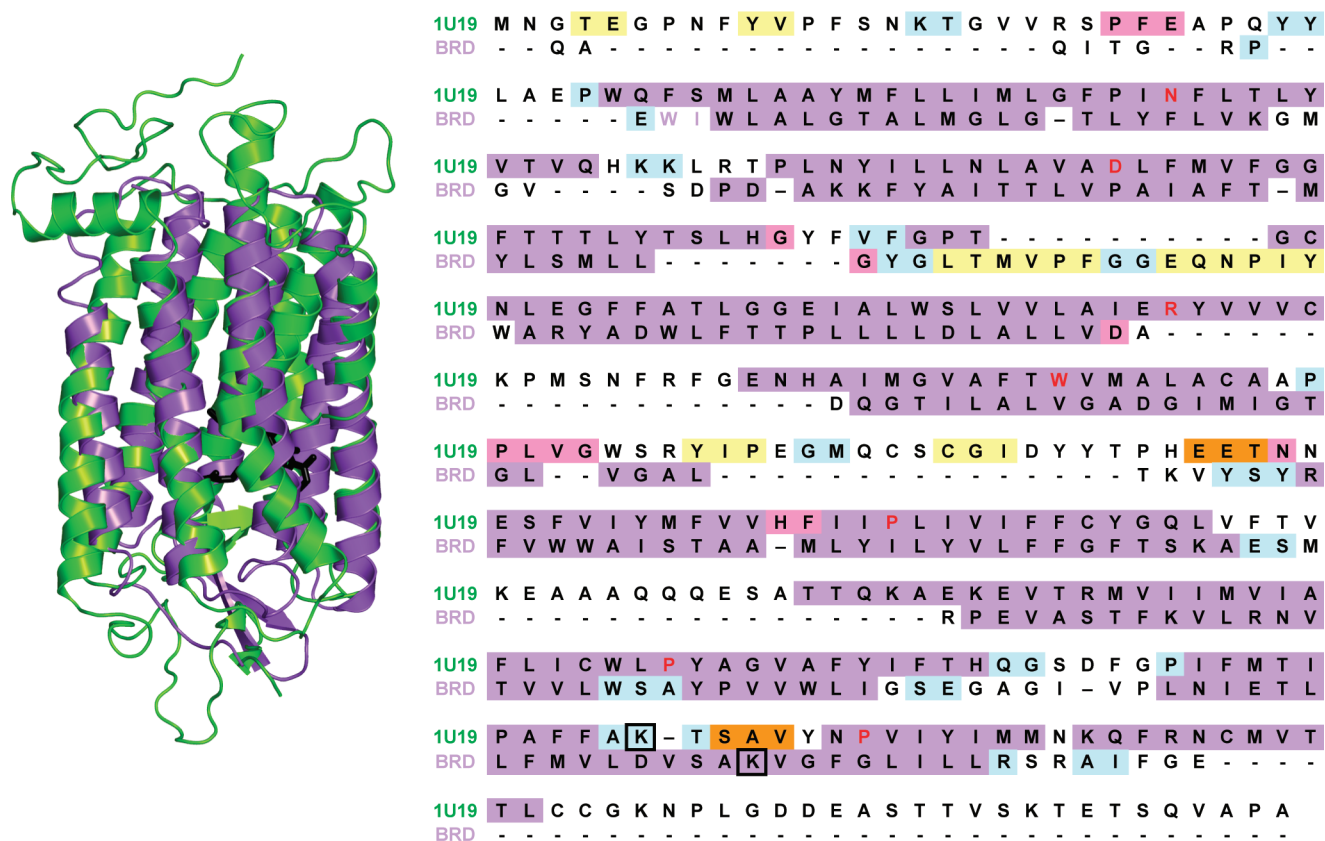 1U19 M N G T E G P N F Y V P F S N K T G V V R S P F E A P Q Y Y
BRD - - Q A - - - - - - - - - - - - - - - - Q I T G - - R P - -
1U19 L A E P W Q F S M L A A Y M F L L I M L G F P I N F L T L Y
BRD - - - - - E W I W L A L G T A L M G L G – T L Y F L V K G M
1U19 V T V Q H K K L R T P L N Y I L L N L A V A D L F M V F G G
BRD G V - - - - S D P D – A K K F Y A I T T L V P A I A F T – M
1U19 F T T T L Y T S L H G Y F V F G P T - - - - - - - - - - G C
BRD Y L S M L L - - - - - - - G Y G L T M V P F G G E Q N P I Y
1U19 N L E G F F A T L G G E I A L W S L V V L A I E R Y V V V C
BRD W A R Y A D W L F T T P L L L L D L A L L V D A - - - - - -
1U19 K P M S N F R F G E N H A I M G V A F T W V M A L A C A A P
BRD - - - - - - - - - - - - D Q G T I L A L V G A D G I M I G T
1U19 P L V G W S R Y I P E G M Q C S C G I D Y Y T P H E E T N N
BRD G L - - V G A L - - - - - - - - - - - - - - - T K V Y S Y R
1U19 E S F V I Y M F V V H F I I P L I V I F F C Y G Q L V F T V
BRD F V W W A I S T A A – M L Y I L Y V L F F G F T S K A E S M
1U19 K E A A A Q Q Q E S A T T Q K A E K E V T R M V I I M V I A
BRD - - - - - - - - - - - - - - - - R P E V A S T F K V L R N V
1U19 F L I C W L P Y A G V A F Y I F T H Q G S D F G P I F M T I
BRD T V V L W S A Y P V V W L I G S E G A G I – V P L N I E T L
1U19 P A F F A K – T S A V Y N P V I Y I M M N K Q F R N C M V T
BRD L F M V L D V S A K V G F G L I L L R S R A I F G E - - - -
1U19 T L C C G K N P L G D D E A S T T V S K T E T S Q V A P A
BRD - - - - - - - - - - - - - - - - - - - - - - - - - - - - - -